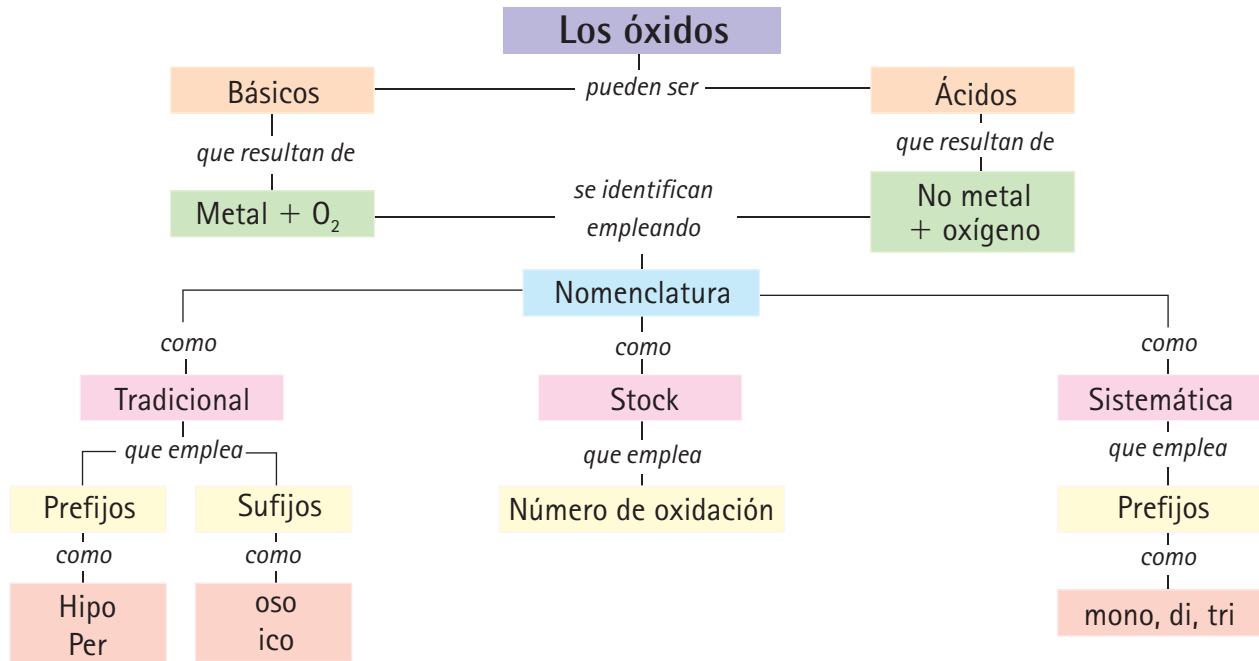 Los óxidos
pueden ser
Básicos
Ácidos
que resultan de
que resultan de
Metal + O₂
se identifican
empleando
No metal
+ oxígeno
Nomenclatura
como
como
como
Tradicional
Stock
Sistemática
que emplea
que emplea
que emplea
Prefijos
Sufijos
Número de oxidación
Prefijos
como
como
como
Hipo
Per
oso
ico
mono, di, tri